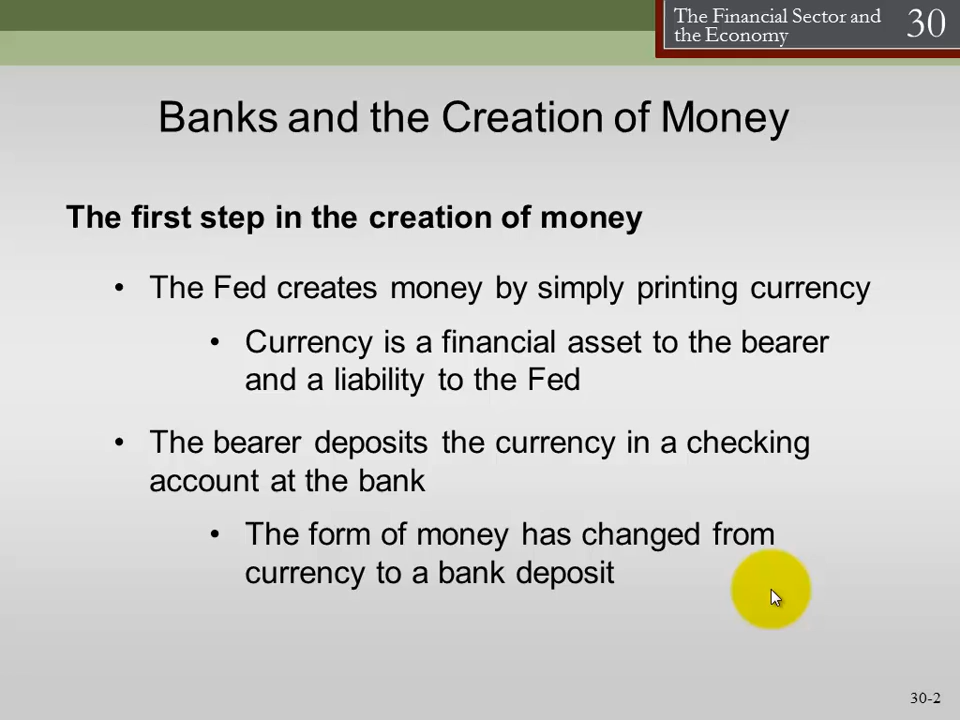 The Financial Sector and
the Economy
30
Banks and the Creation of Money
The first step in the creation of money
• The Fed creates money by simply printing currency
• Currency is a financial asset to the bearer
and a liability to the Fed
• The bearer deposits the currency in a checking
account at the bank
• The form of money has changed from
currency to a bank deposit
30-2